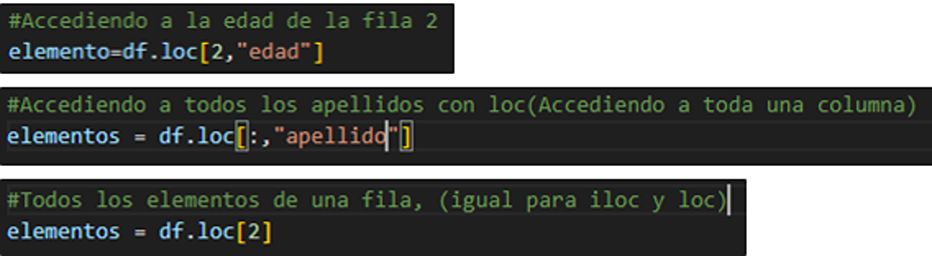 #Accediendo a la edad de la fila 2
elemento=df.loc[2,"edad"]
#Accediendo a todos los apellidos con loc(Accediendo a toda una columna)
elementos = df.loc[:,"apellido"]
#Todos los elementos de una fila, (igual para iloc y loc)
elementos = df.loc[2]